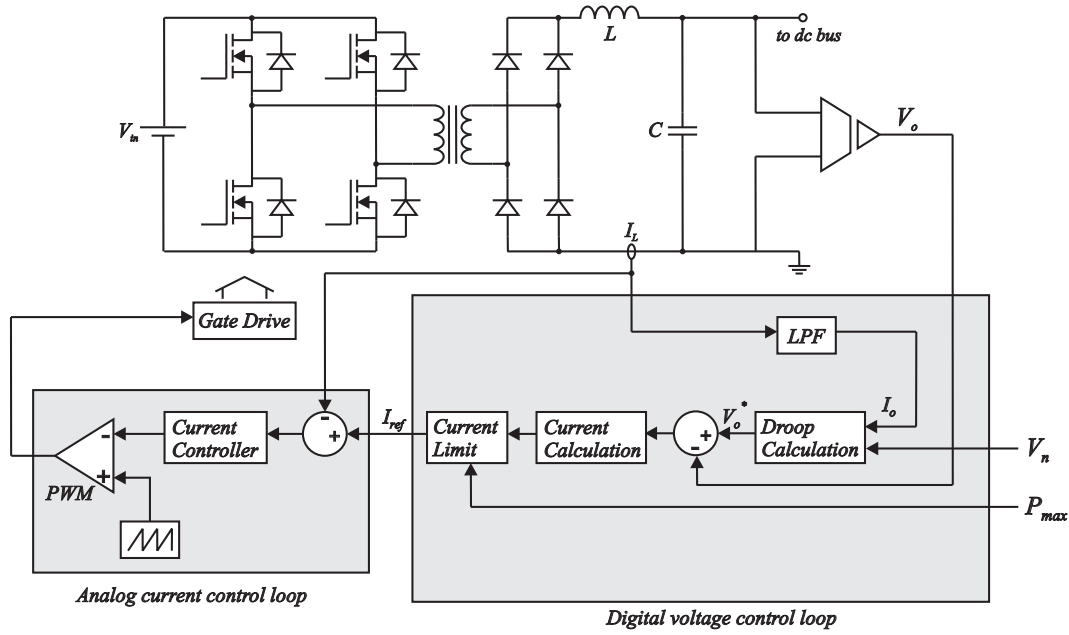 L
to dc bus
V_in
C
V_o
I_L
Gate Drive
LPF
I_o
Current
Controller
I_ref
Current
Limit
Current
Calculation
V_o*
Droop
Calculation
V_n
PWM
P_max
Analog current control loop
Digital voltage control loop
- + - + - +